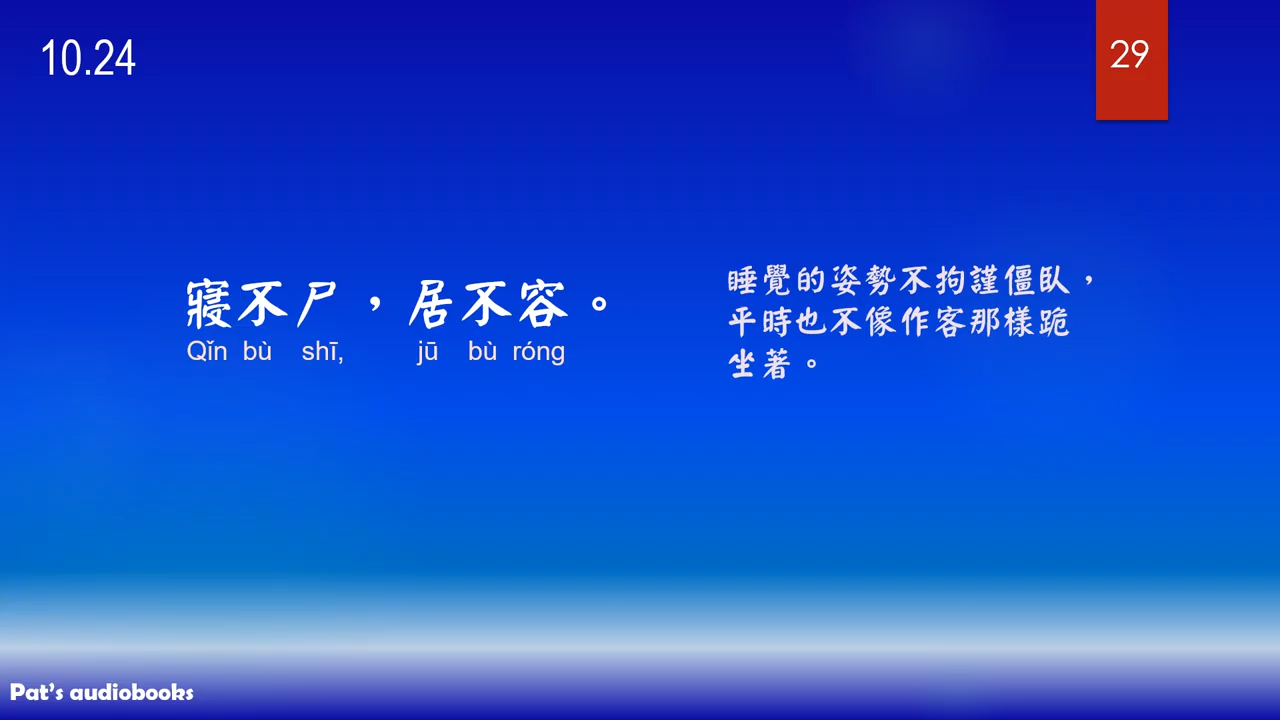 10.24
29
寢不尸，居不容。
Qǐn bù shī, jū bù róng
睡覺的姿勢不拘謹僵臥，
平時也不像作客那樣跪
坐著。
Pat's audiobooks